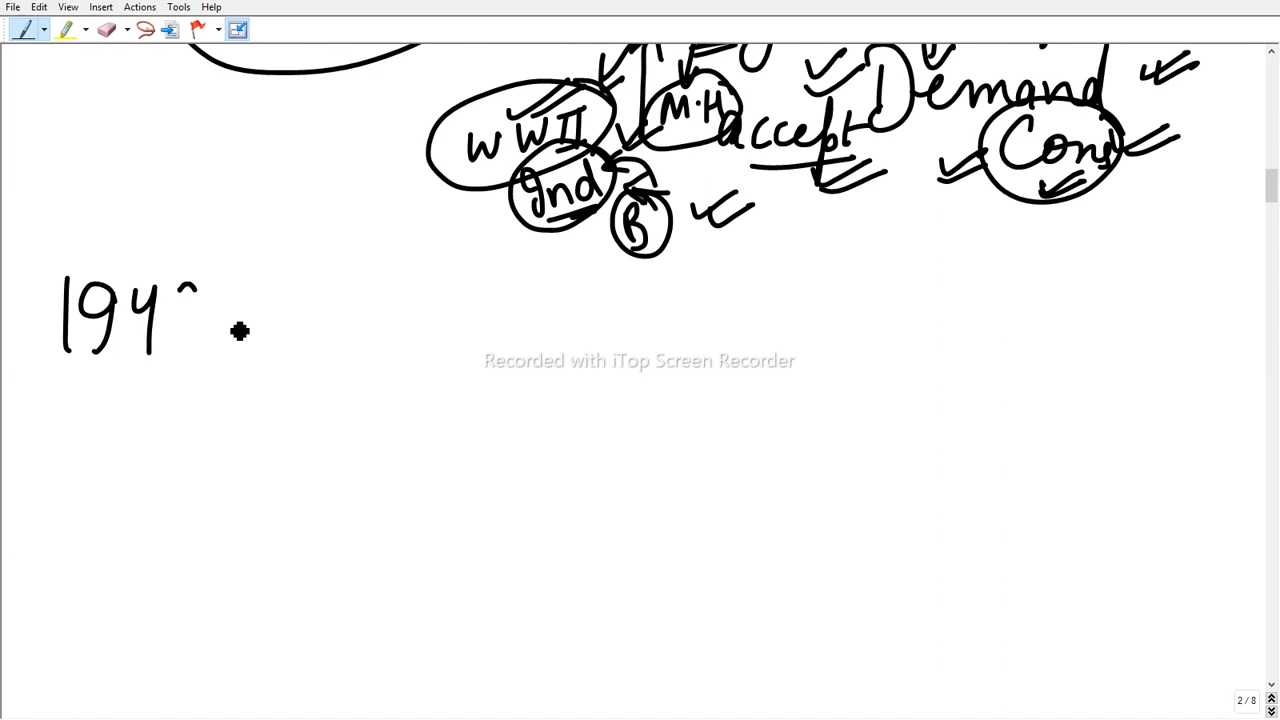 File Edit View Insert Actions Tools Help
Demand
WWII M.H accept Cons
Ind
B
194
Recorded with iTop Screen Recorder
2 / 8